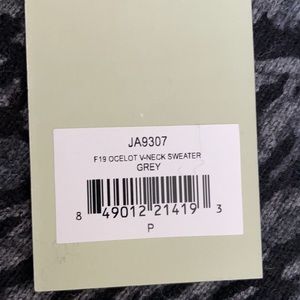 JA9307
F19 OCELOT V-NECK SWEATER
GREY
8 49012 21419 3
P